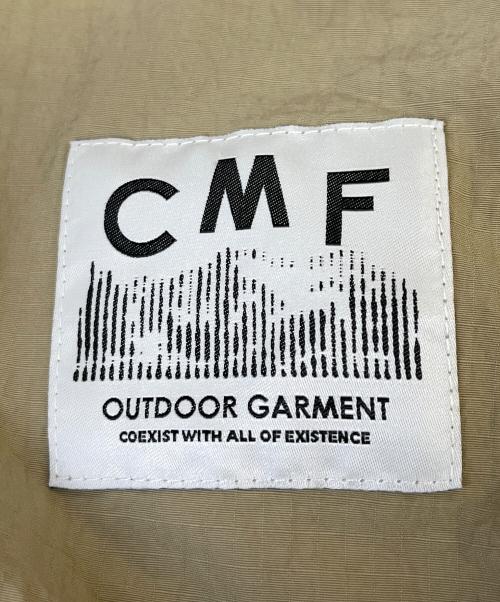 CMF
OUTDOOR GARMENT
COEXIST WITH ALL OF EXISTENCE